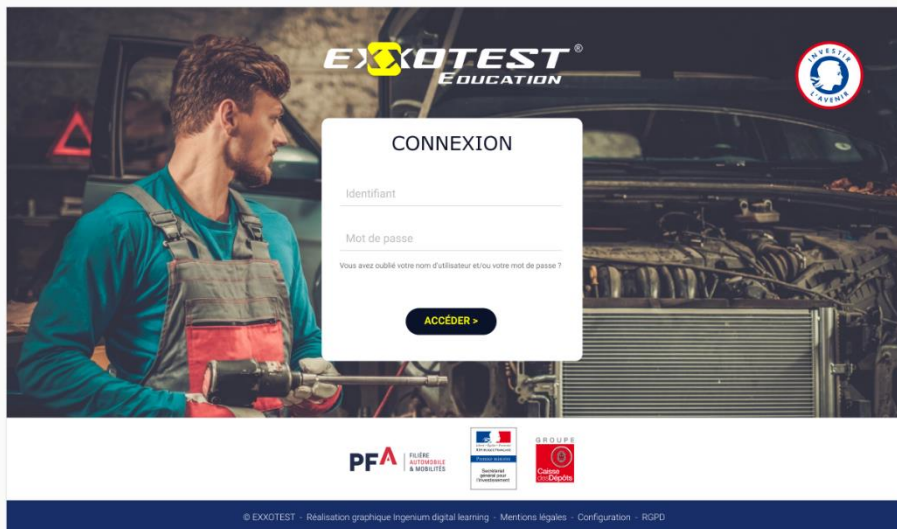 EXXOTEST®
EDUCATION
INVESTIR
L'AVENIR
CONNEXION
Identifiant
Mot de passe
Vous avez oublié votre nom d'utilisateur et/ou votre mot de passe ?
ACCÉDER >
PFA
FILIÈRE
AUTOMOBILE
& MOBILITÉS
PREMIER MINISTRE
Secrétariat
général pour
l'investissement
GROUPE
Caisse
des Dépôts
© EXXOTEST - Réalisation graphique Ingenium digital learning - Mentions légales - Configuration - RGPD